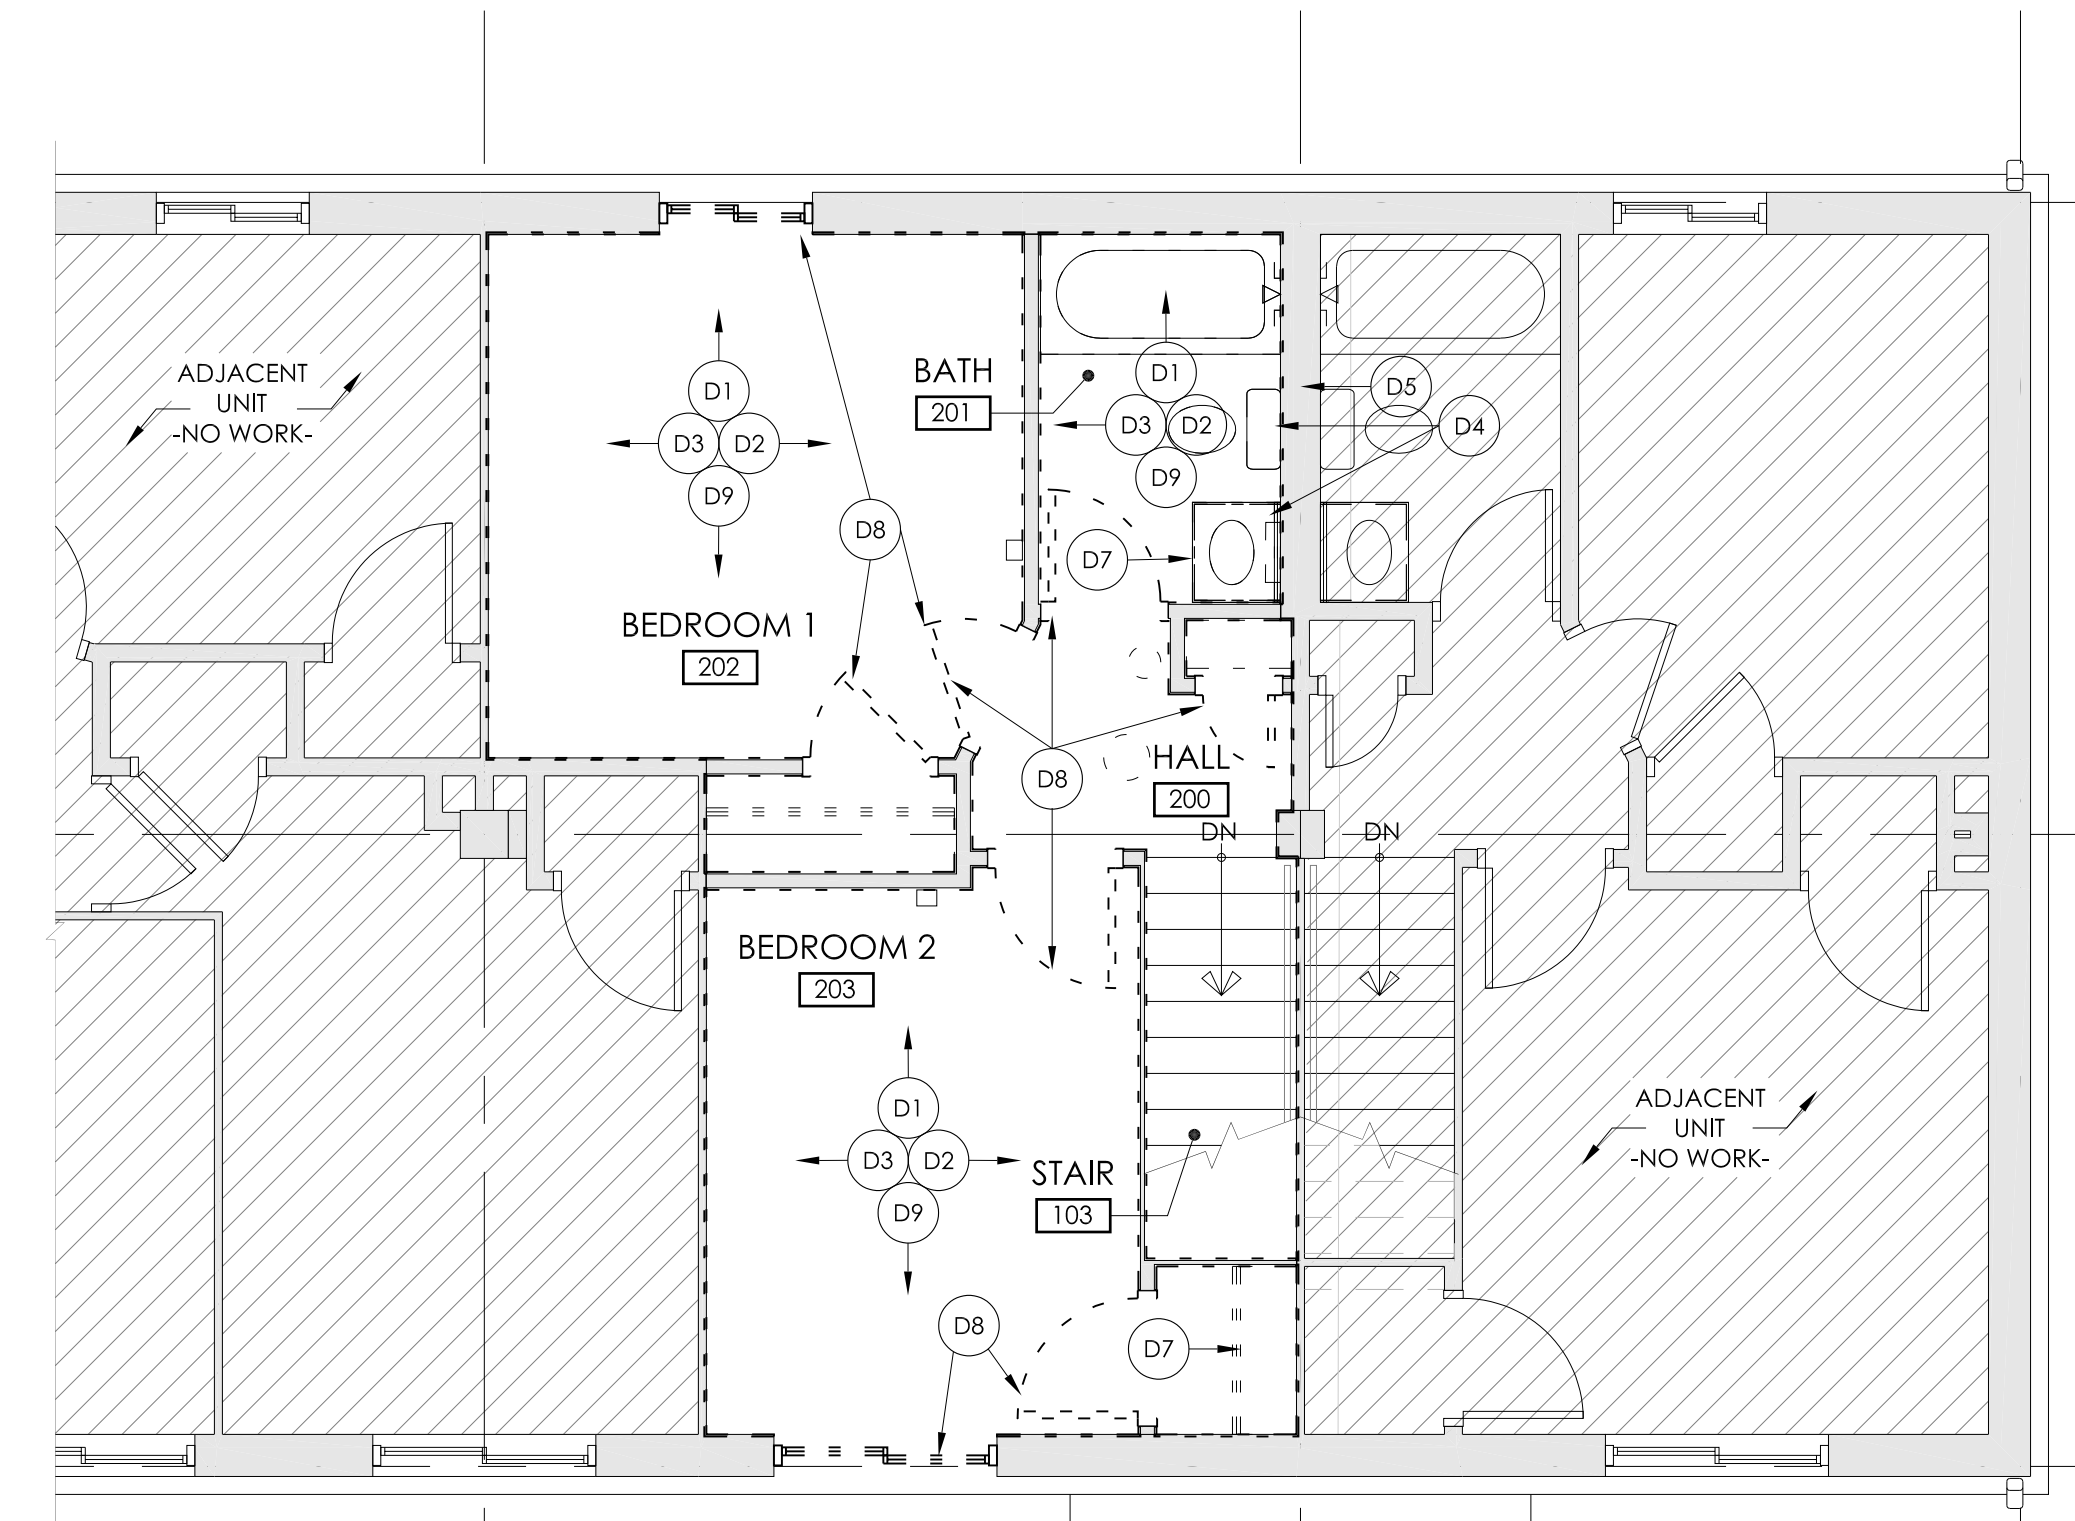 ADJACENT
UNIT
-NO WORK-
D1
D3 D2
D9
BEDROOM 1
202
D8
BATH
201
D1
D3 D2
D9
D5
D4
D7
D8
HALL
200
DN
DN
BEDROOM 2
203
D1
D3 D2
D9
STAIR
103
D8
D7
ADJACENT
UNIT
-NO WORK-